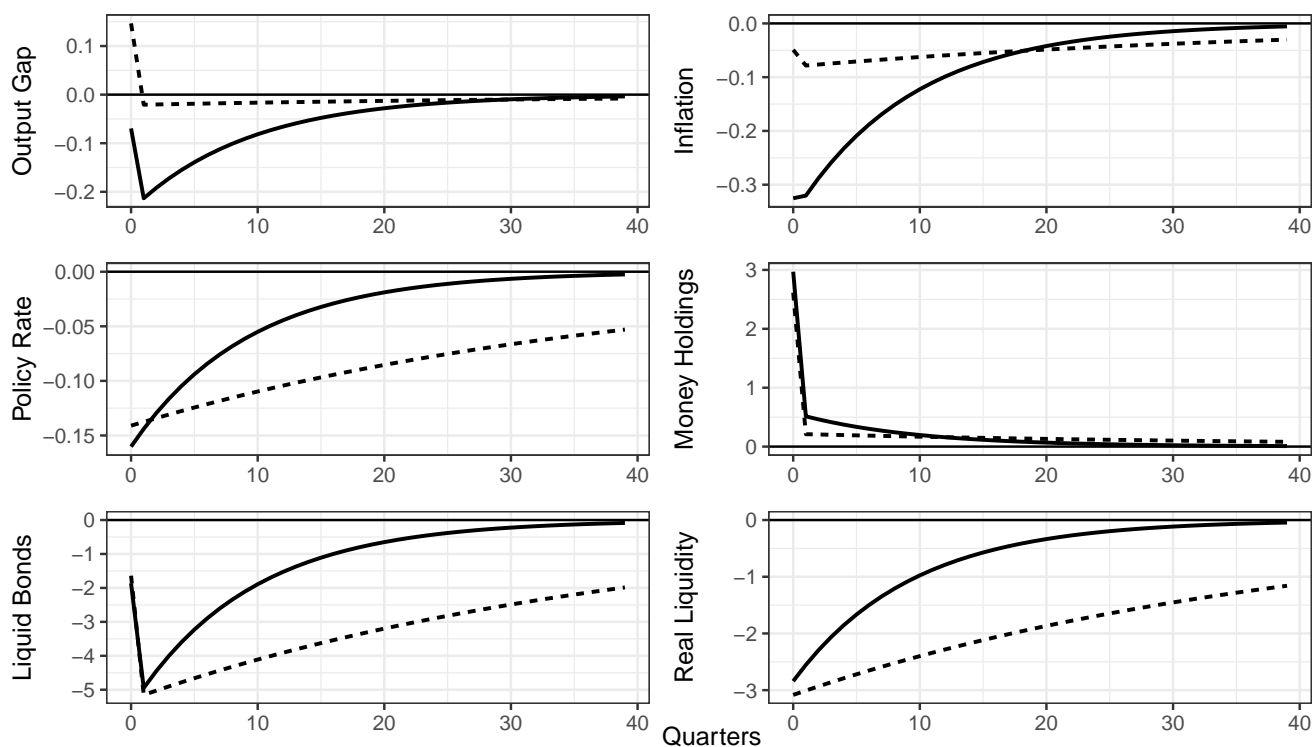 Output Gap
0.1
0.0
−0.1
−0.2
0 10 20 30 40
Inflation
0.0
−0.1
−0.2
−0.3
0 10 20 30 40
Policy Rate
0.00
−0.05
−0.10
−0.15
0 10 20 30 40
Money Holdings
3
2
1
0
0 10 20 30 40
Liquid Bonds
0
−1
−2
−3
−4
−5
0 10 20 30 40
Real Liquidity
0
−1
−2
−3
0 10 20 30 40
Quarters